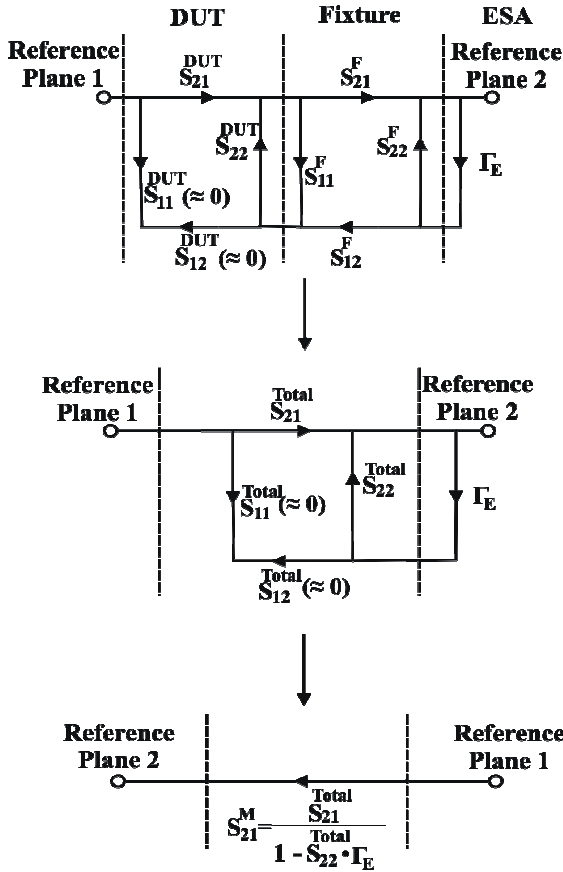 DUT Fixture ESA
Reference Plane 1
Reference Plane 2
S21^DUT
S21^F
S22^DUT
S22^F
S11^DUT (≈ 0)
S11^F
ΓE
S12^DUT (≈ 0)
S12^F
Reference Plane 1
Reference Plane 2
S21^Total
S22^Total
S11^Total (≈ 0)
ΓE
S12^Total (≈ 0)
Reference Plane 2
Reference Plane 1
S21^M = S21^Total / (1 - S22^Total • ΓE)